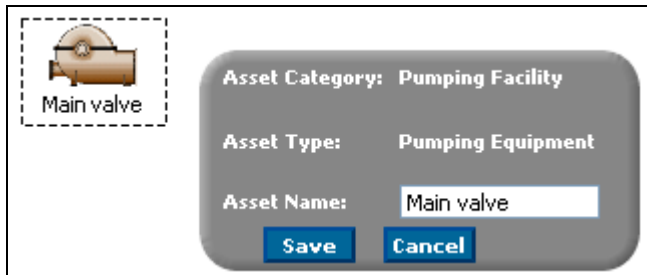 Main valve
Asset Category: Pumping Facility
Asset Type: Pumping Equipment
Asset Name: Main valve
Save Cancel